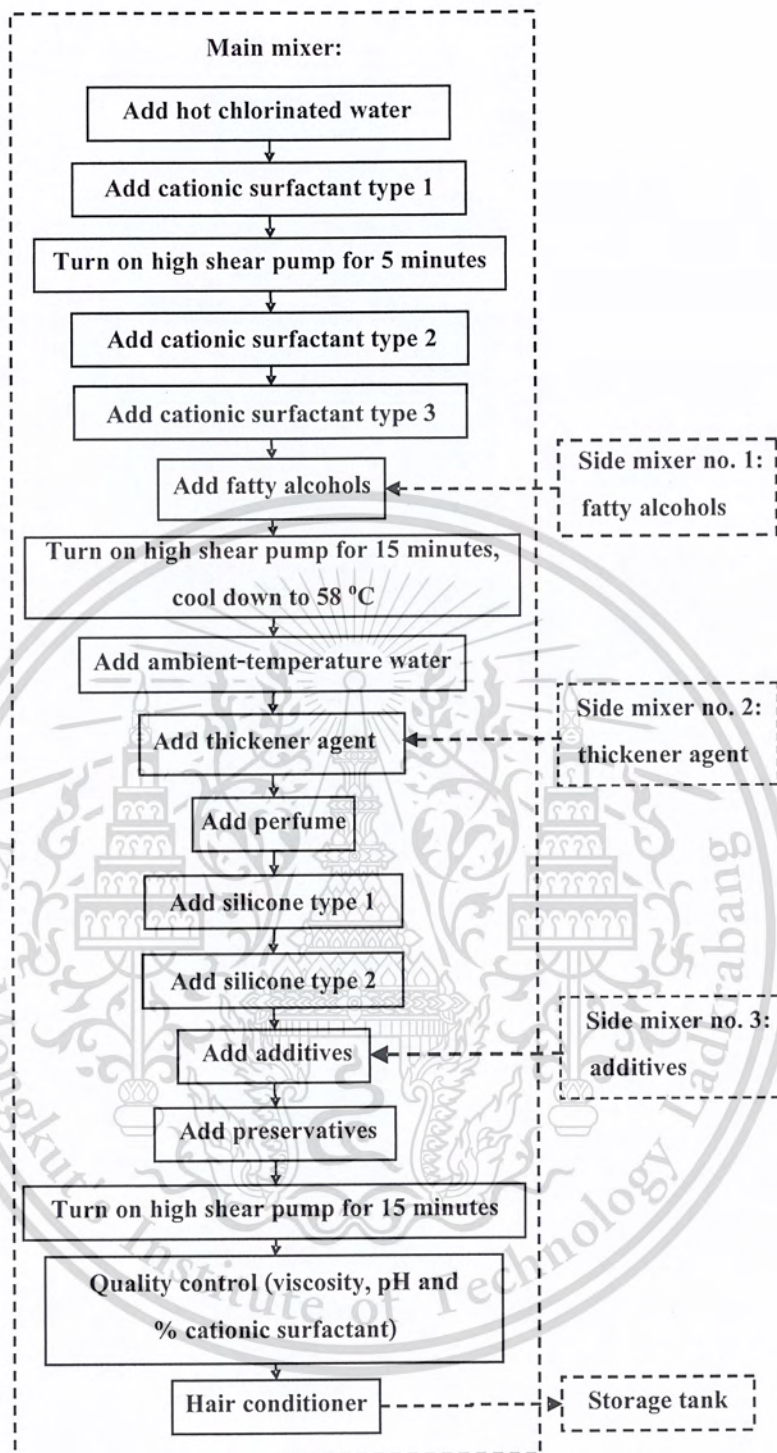 Main mixer:
Add hot chlorinated water
Add cationic surfactant type 1
Turn on high shear pump for 5 minutes
Add cationic surfactant type 2
Add cationic surfactant type 3
Add fatty alcohols
Side mixer no. 1:
fatty alcohols
Turn on high shear pump for 15 minutes,
cool down to 58 °C
Add ambient-temperature water
Add thickener agent
Side mixer no. 2:
thickener agent
Add perfume
Add silicone type 1
Add silicone type 2
Add additives
Side mixer no. 3:
additives
Add preservatives
Turn on high shear pump for 15 minutes
Quality control (viscosity, pH and
% cationic surfactant)
Hair conditioner
Storage tank
Institute of Technology Ladkrabang